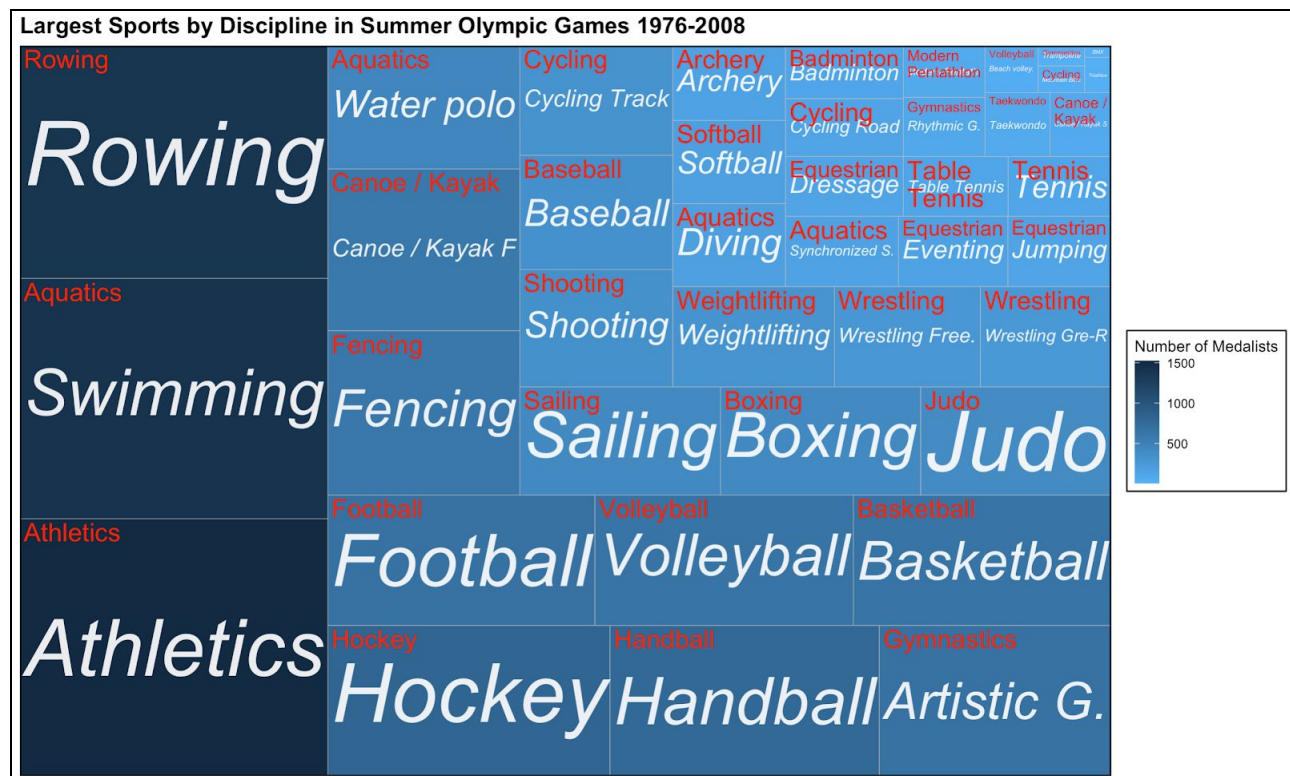 Largest Sports by Discipline in Summer Olympic Games 1976-2008
Rowing
Rowing
Aquatics
Swimming
Athletics
Athletics
Aquatics
Water polo
Canoe / Kayak
Canoe / Kayak F
Fencing
Fencing
Cycling
Cycling Track
Baseball
Baseball
Shooting
Shooting
Archery
Archery
Softball
Softball
Aquatics
Diving
Badminton
Badminton
Cycling
Cycling Road
Equestrian
Dressage
Aquatics
Synchronized S.
Modern
Pentathlon
Gymnastics
Rhythmic G.
Table
Table Tennis
Tennis
Equestrian
Eventing
Volleyball
Beach volley.
Taekwondo
Taekwondo
Tennis
Tennis
Equestrian
Jumping
Trampoline
Cycling
BMX
Canoe /
Kayak
Weightlifting
Weightlifting
Wrestling
Wrestling Free.
Wrestling
Wrestling Gre-R
Sailing
Sailing
Boxing
Boxing
Judo
Judo
Football
Football
Volleyball
Volleyball
Basketball
Basketball
Hockey
Hockey
Handball
Handball
Gymnastics
Artistic G.
Number of Medalists
1500
1000
500